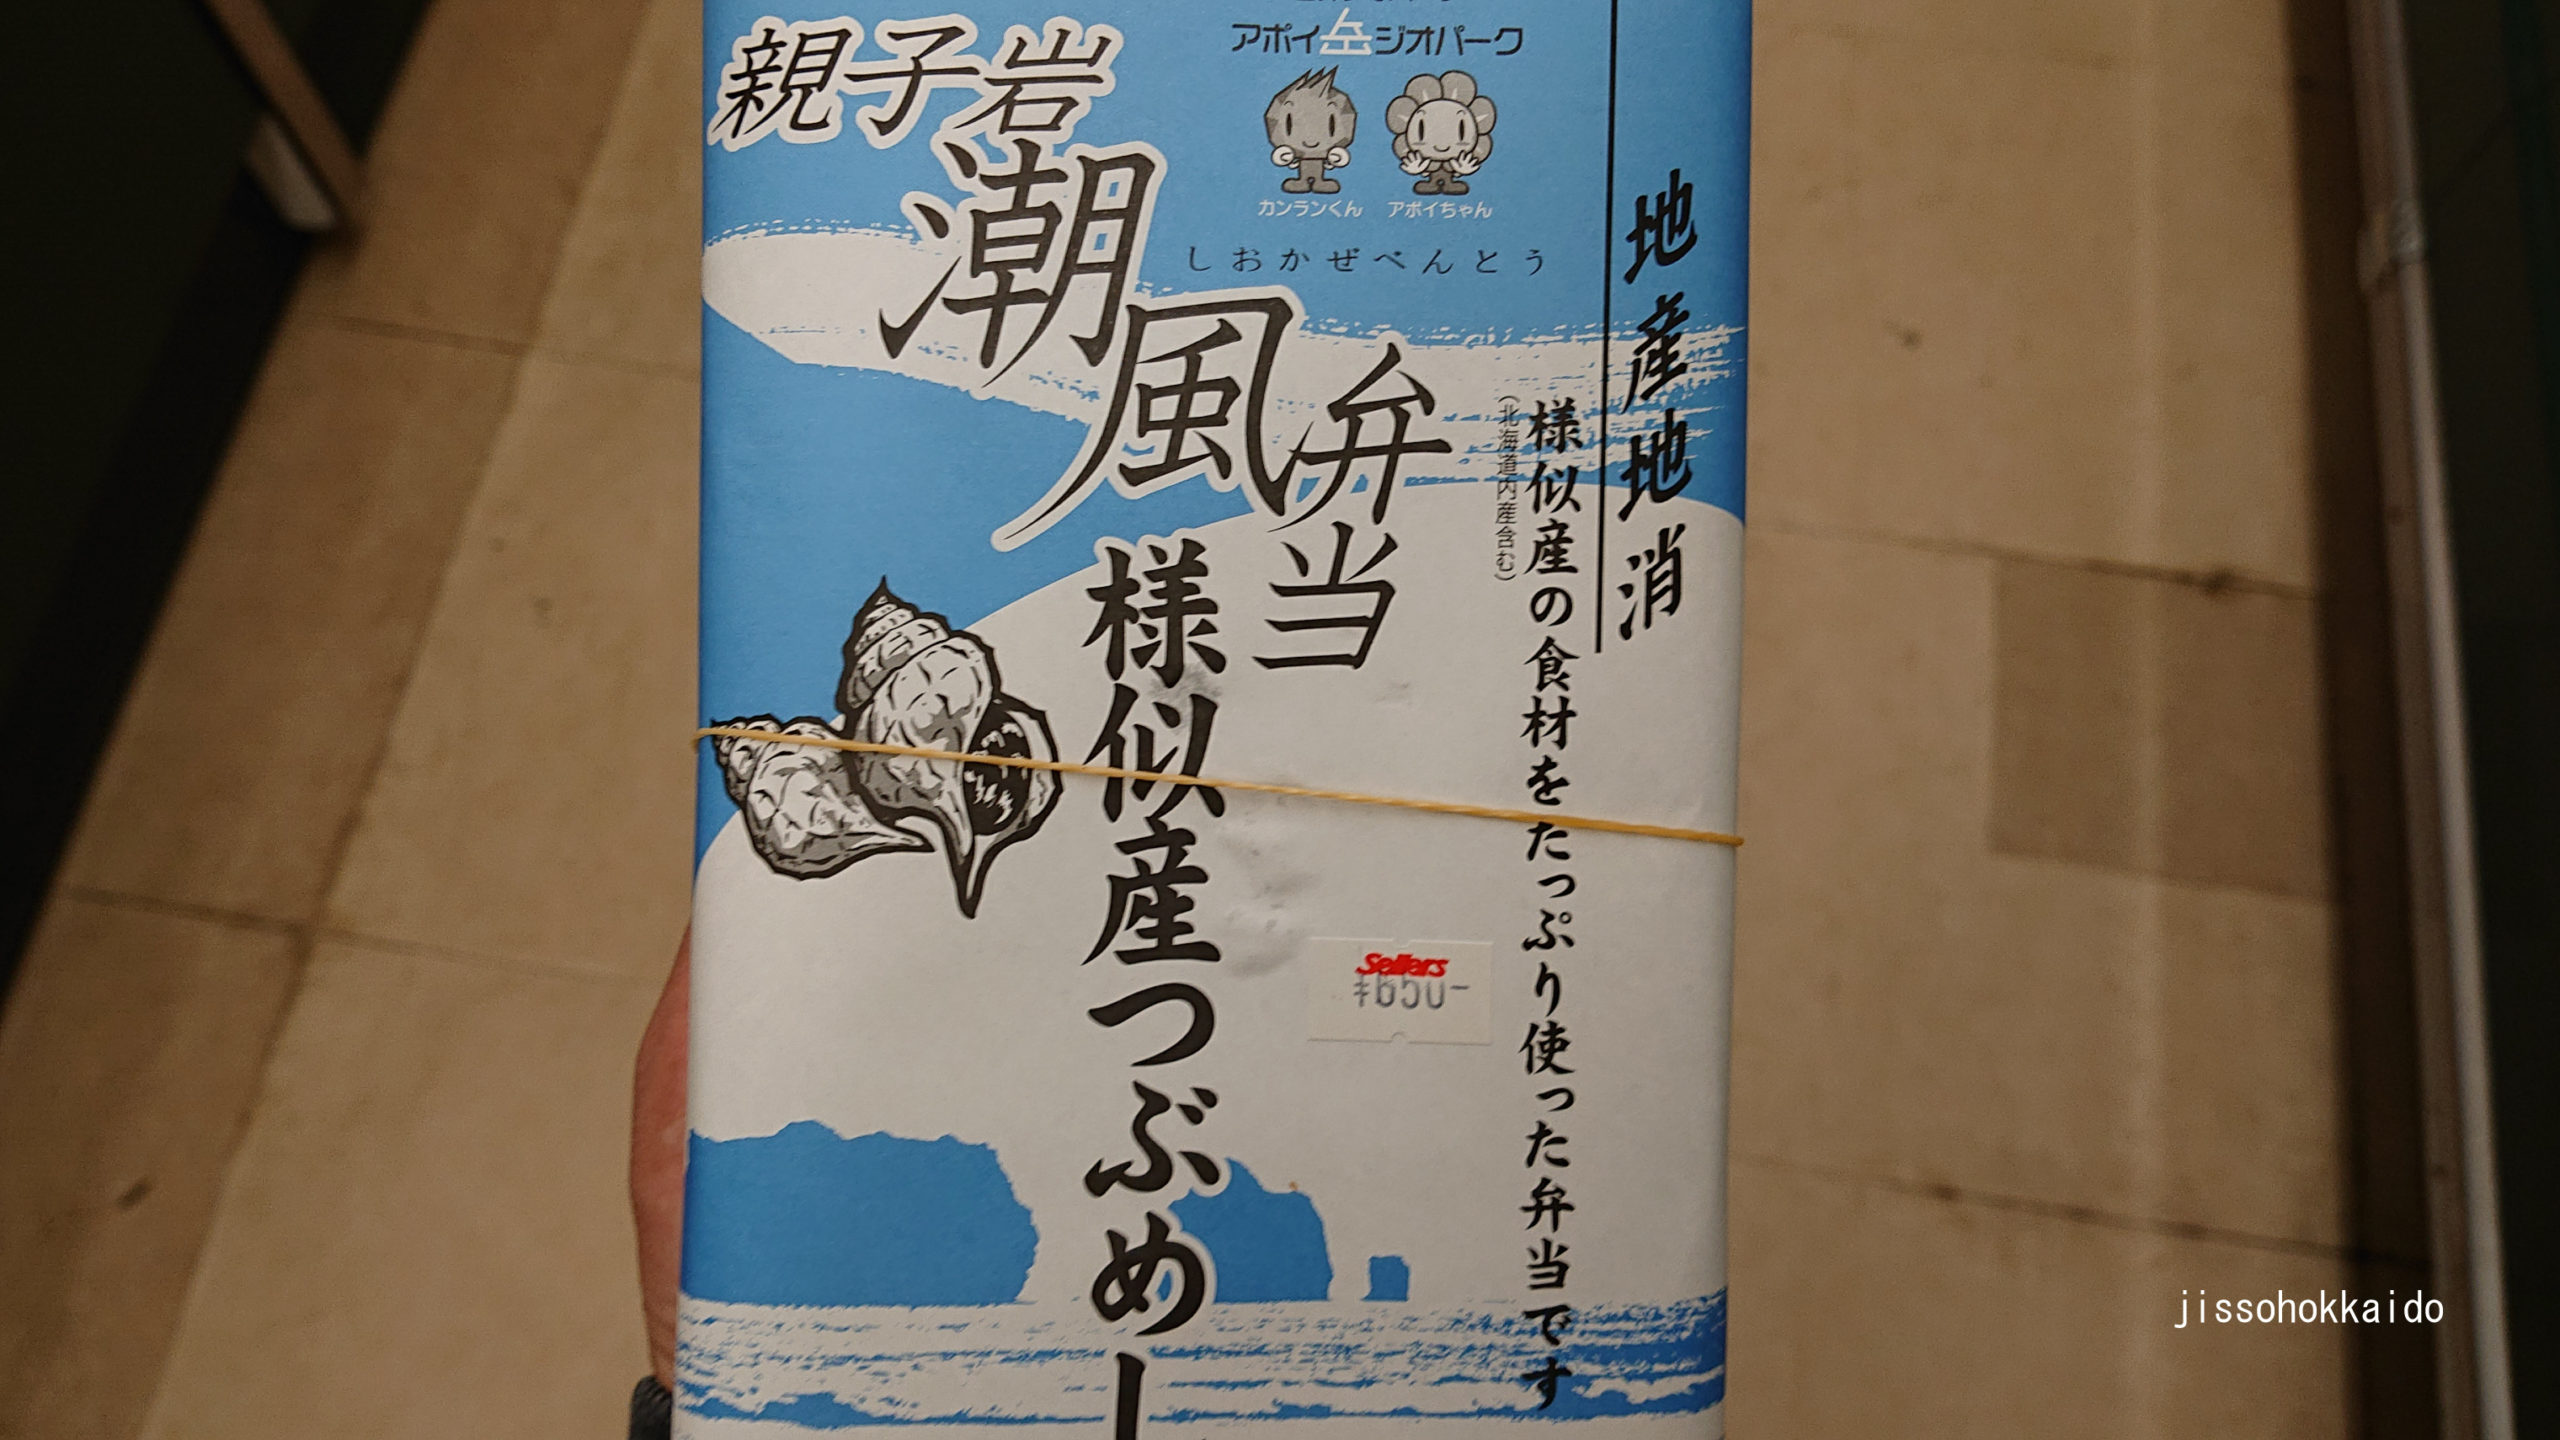 アポイ岳ジオパーク
カンランくん
アポイちゃん
しおかぜべんとう
親子岩
潮風弁当
様似産つぶめし
地産地消
様似産の食材をたっぷり使った弁当です
(北海道内産含む)
Sellars
¥650-
jissohokkaido